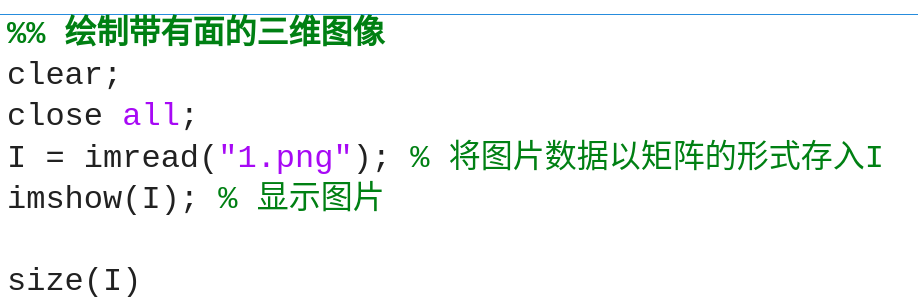 %% 绘制带有面的三维图像
clear;
close all;
I = imread("1.png"); % 将图片数据以矩阵的形式存入I
imshow(I); % 显示图片
size(I)